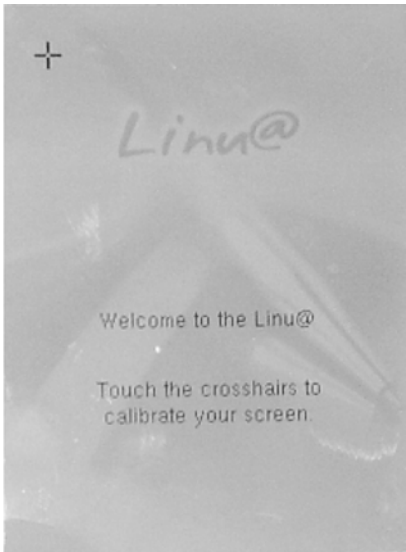 Linu@
Welcome to the Linu@
Touch the crosshairs to
calibrate your screen.